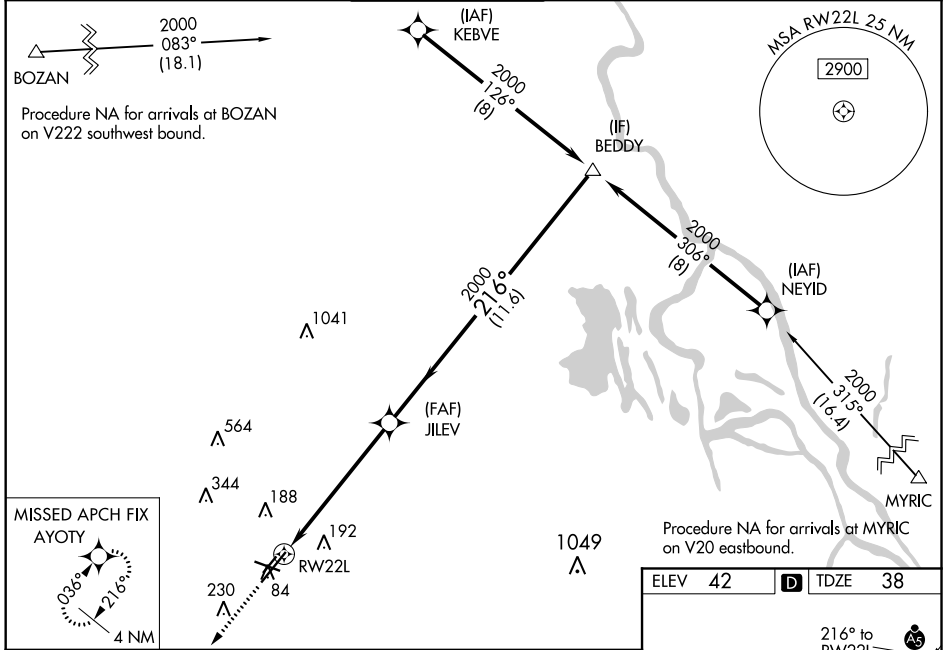 2000
083°
(18.1)
BOZAN
Procedure NA for arrivals at BOZAN
on V222 southwest bound.
(IAF)
KEBVE
2000
126°
(8)
(IF)
BEDDY
MSA RW22L 25 NM
2900
2000
306°
(8)
(IAF)
NEYID
2000
216°
(11.6)
1041
(FAF)
JILEV
2000
315°
(16.4)
MYRIC
Procedure NA for arrivals at MYRIC
on V20 eastbound.
564
344
188
192
RW22L
84
230
1049
MISSED APCH FIX
AYOTY
036°
216°
4 NM
ELEV 42 D TDZE 38
216° to
RW22L
A5